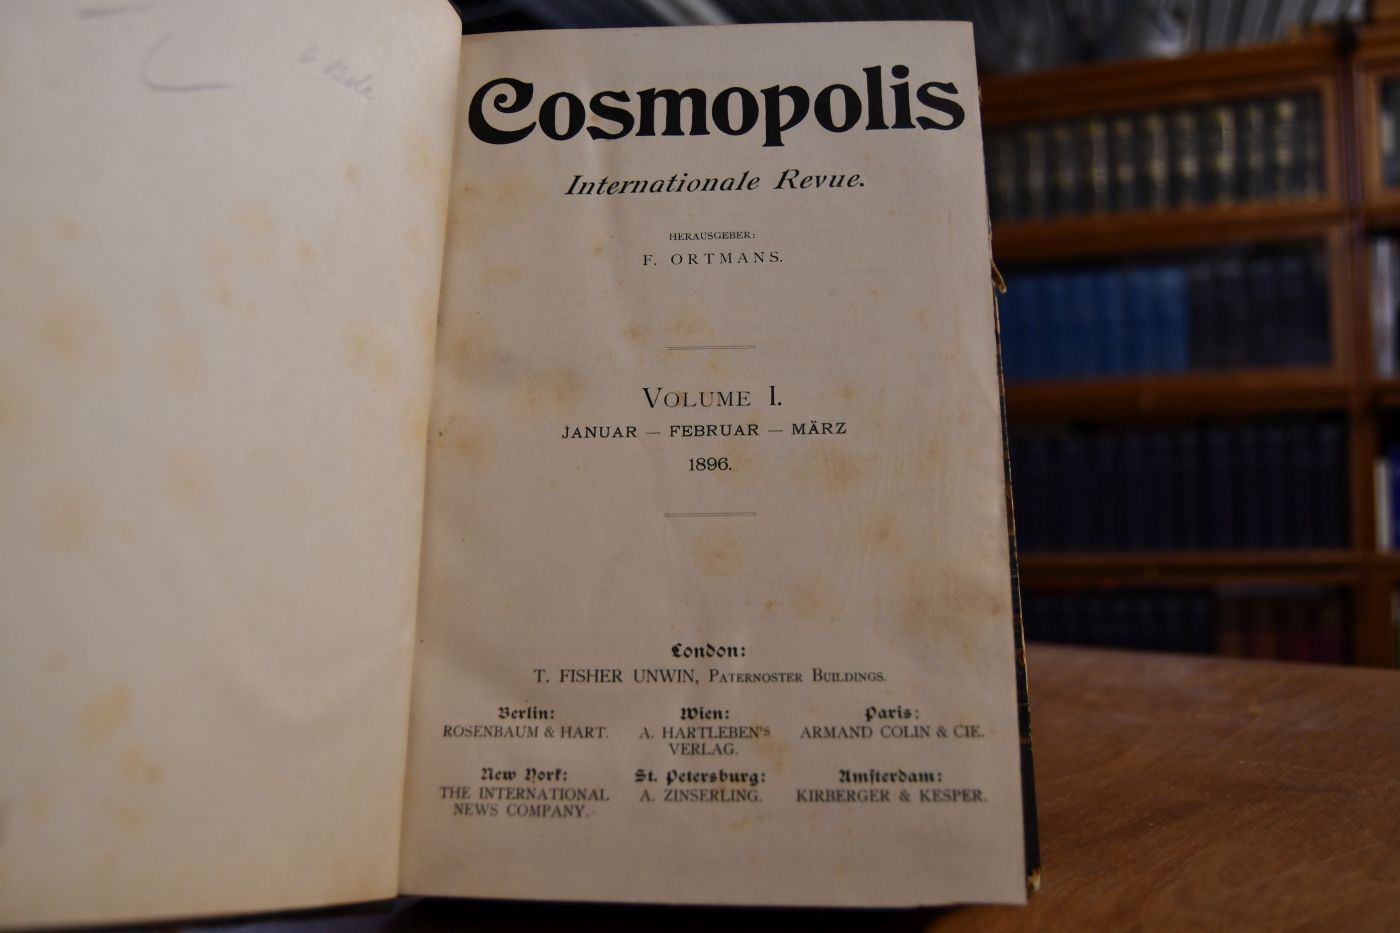 Cosmopolis
Internationale Revue.
HERAUSGEBER:
F. ORTMANS.
VOLUME I.
JANUAR — FEBRUAR — MÄRZ
1896.
London:
T. FISHER UNWIN, PATERNOSTER BUILDINGS.
Berlin:
ROSENBAUM & HART.
Wien:
A. HARTLEBEN'S
VERLAG.
Paris:
ARMAND COLIN & CIE.
New York:
THE INTERNATIONAL
NEWS COMPANY.
St. Petersburg:
A. ZINSERLING.
Amsterdam:
KIRBERGER & KESPER.